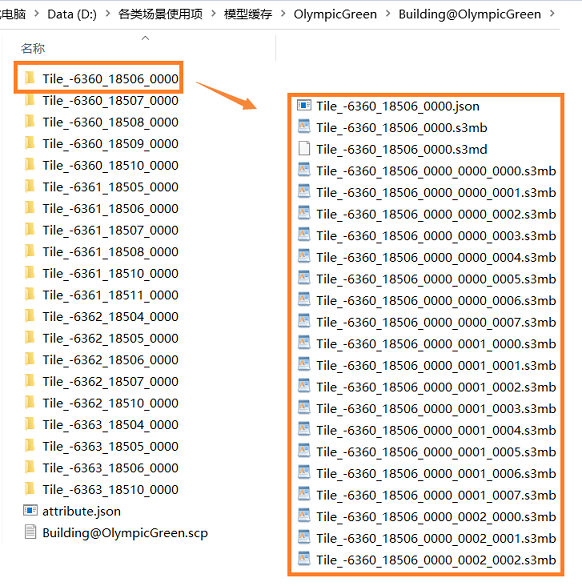 电脑 > Data (D:) > 各类场景使用项 > 模型缓存 > OlympicGreen > Building@OlympicGreen >
名称
Tile_-6360_18506_0000
Tile_-6360_18507_0000
Tile_-6360_18508_0000
Tile_-6360_18509_0000
Tile_-6360_18510_0000
Tile_-6361_18505_0000
Tile_-6361_18506_0000
Tile_-6361_18507_0000
Tile_-6361_18508_0000
Tile_-6361_18510_0000
Tile_-6361_18511_0000
Tile_-6362_18504_0000
Tile_-6362_18505_0000
Tile_-6362_18506_0000
Tile_-6362_18507_0000
Tile_-6362_18510_0000
Tile_-6363_18504_0000
Tile_-6363_18505_0000
Tile_-6363_18506_0000
Tile_-6363_18510_0000
attribute.json
Building@OlympicGreen.scp
Tile_-6360_18506_0000.json
Tile_-6360_18506_0000.s3mb
Tile_-6360_18506_0000.s3md
Tile_-6360_18506_0000_0000_0000.s3mb
Tile_-6360_18506_0000_0000_0001.s3mb
Tile_-6360_18506_0000_0000_0002.s3mb
Tile_-6360_18506_0000_0000_0003.s3mb
Tile_-6360_18506_0000_0000_0004.s3mb
Tile_-6360_18506_0000_0000_0005.s3mb
Tile_-6360_18506_0000_0000_0006.s3mb
Tile_-6360_18506_0000_0000_0007.s3mb
Tile_-6360_18506_0000_0001_0000.s3mb
Tile_-6360_18506_0000_0001_0001.s3mb
Tile_-6360_18506_0000_0001_0002.s3mb
Tile_-6360_18506_0000_0001_0003.s3mb
Tile_-6360_18506_0000_0001_0004.s3mb
Tile_-6360_18506_0000_0001_0005.s3mb
Tile_-6360_18506_0000_0001_0006.s3mb
Tile_-6360_18506_0000_0001_0007.s3mb
Tile_-6360_18506_0000_0002_0000.s3mb
Tile_-6360_18506_0000_0002_0001.s3mb
Tile_-6360_18506_0000_0002_0002.s3mb